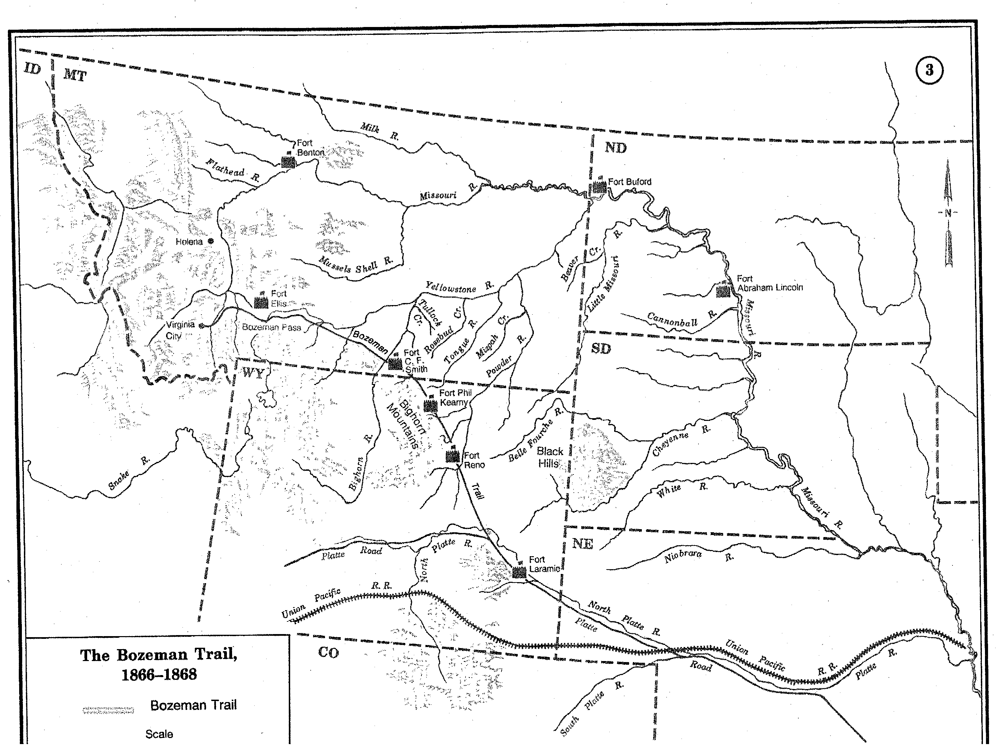 3
ID
MT
Milk R.
ND
Fort
Benton
Flathead R.
Missouri R.
Fort Buford
Holena
Mussels Shell R.
Beaver Cr.
Little Missouri R.
Yellowstone R.
Fort
Abraham Lincoln
Fort
Ellis
Tullock
Cr.
Rosebud Cr.
Tongue R.
Mizpah Cr.
Powder R.
Cannonball R.
Missouri R.
Virginia
City
Bozeman Pass
Bozeman
Fort
C. F.
Smith
SD
WY
Fort Phil
Kearny
Bighorn
Mountains
Bighorn R.
Belle Fourche R.
Black
Hills
Cheyenne R.
Fort
Reno
Trail
Snake R.
White R.
Missouri R.
NE
Niobrara R.
Platte Road
North Platte R.
Fort
Laramie
Union Pacific R. R.
North Platte R.
Platte Road
CO
Union Pacific R. R.
Platte R.
South Platte R.
N
The Bozeman Trail,
1866–1868
Bozeman Trail
Scale